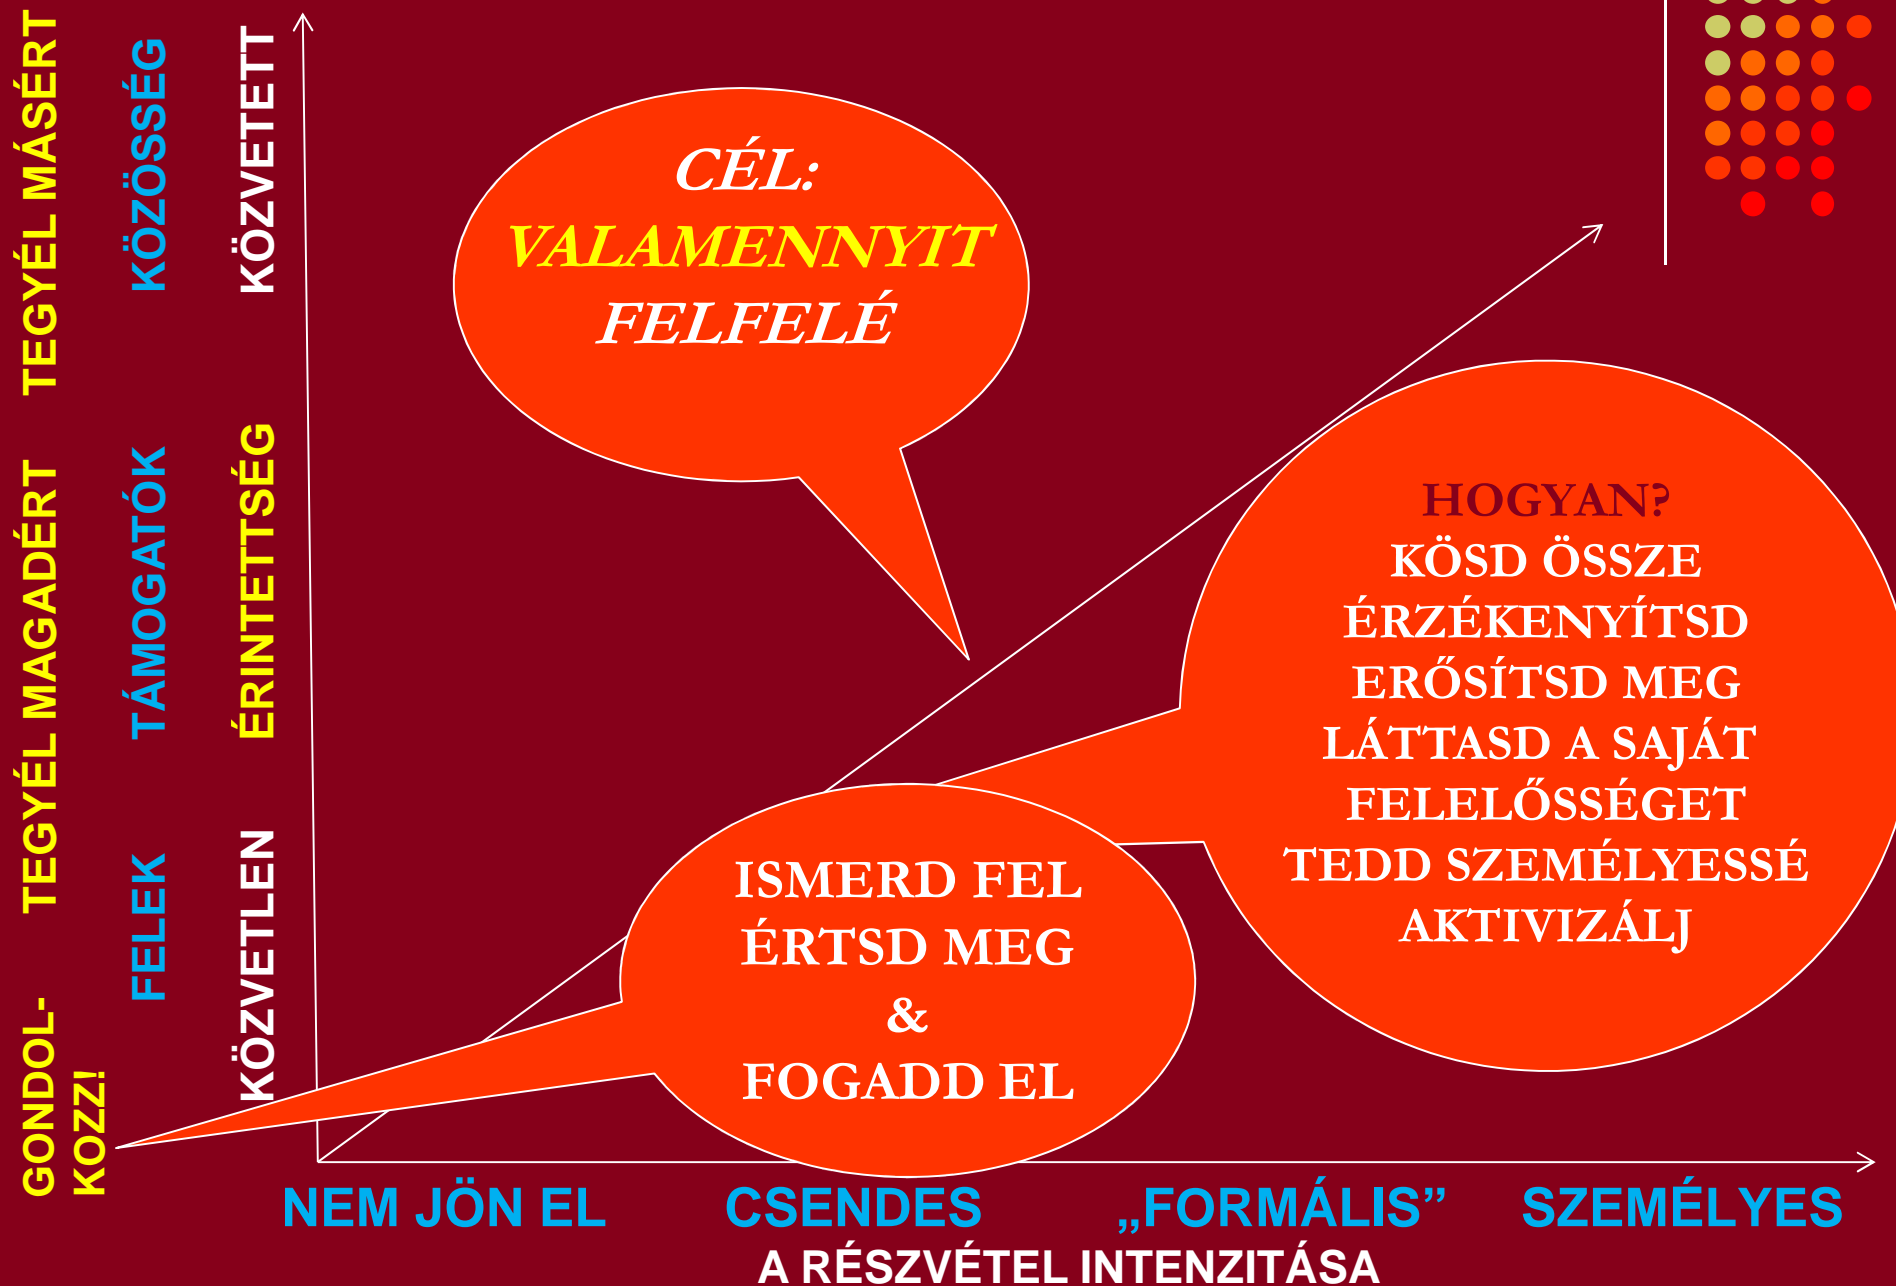 TEGYÉL MÁSÉRT
TEGYÉL MAGADÉRT
GONDOL-
KOZZ!
KÖZÖSSÉG
TÁMOGATÓK
FELEK
KÖZVETETT
ÉRINTETTSÉG
KÖZVETLEN
CÉL:
VALAMENNYIT
FELFELÉ
HOGYAN?
KÖSD ÖSSZE
ÉRZÉKENYÍTSD
ERŐSÍTSD MEG
LÁTTASD A SAJÁT
FELELŐSSÉGET
TEDD SZEMÉLYESSÉ
AKTIVIZÁLJ
ISMERD FEL
ÉRTSD MEG
&
FOGADD EL
NEM JÖN EL CSENDES „FORMÁLIS” SZEMÉLYES
A RÉSZVÉTEL INTENZITÁSA